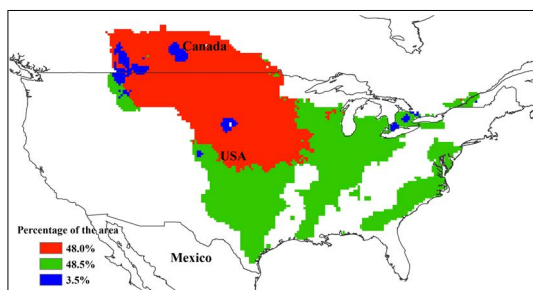 Canada
USA
Percentage of the area
48.0%
48.5%
3.5%
Mexico